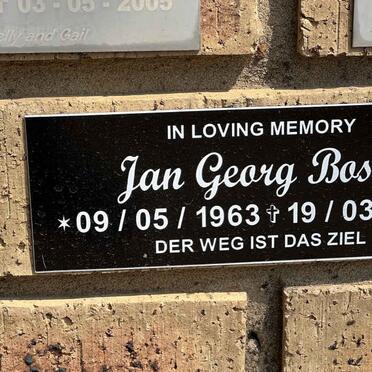 03 - 05 - 2005
and Gail
IN LOVING MEMORY
Jan Georg Bos
✶09 / 05 / 1963 ✝ 19 / 03
DER WEG IST DAS ZIEL